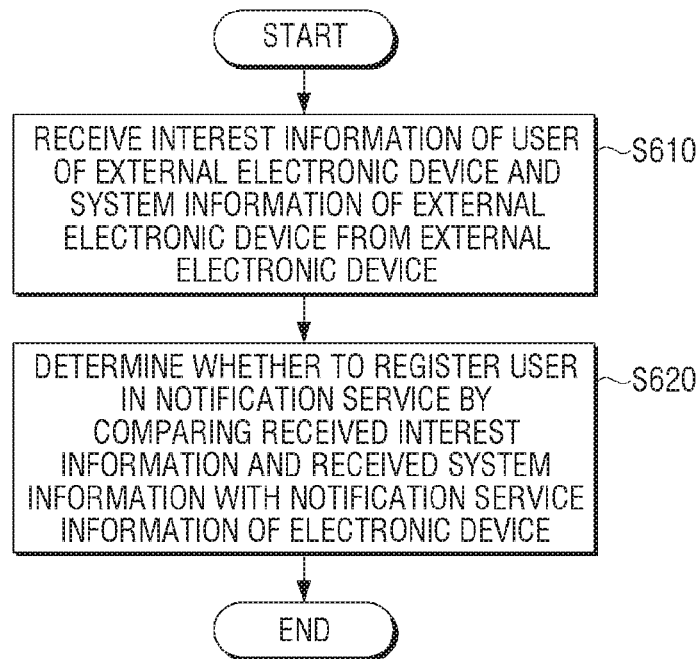 START
RECEIVE INTEREST INFORMATION OF USER
OF EXTERNAL ELECTRONIC DEVICE AND
SYSTEM INFORMATION OF EXTERNAL
ELECTRONIC DEVICE FROM EXTERNAL
ELECTRONIC DEVICE
S610
DETERMINE WHETHER TO REGISTER USER
IN NOTIFICATION SERVICE BY
COMPARING RECEIVED INTEREST
INFORMATION AND RECEIVED SYSTEM
INFORMATION WITH NOTIFICATION SERVICE
INFORMATION OF ELECTRONIC DEVICE
S620
END